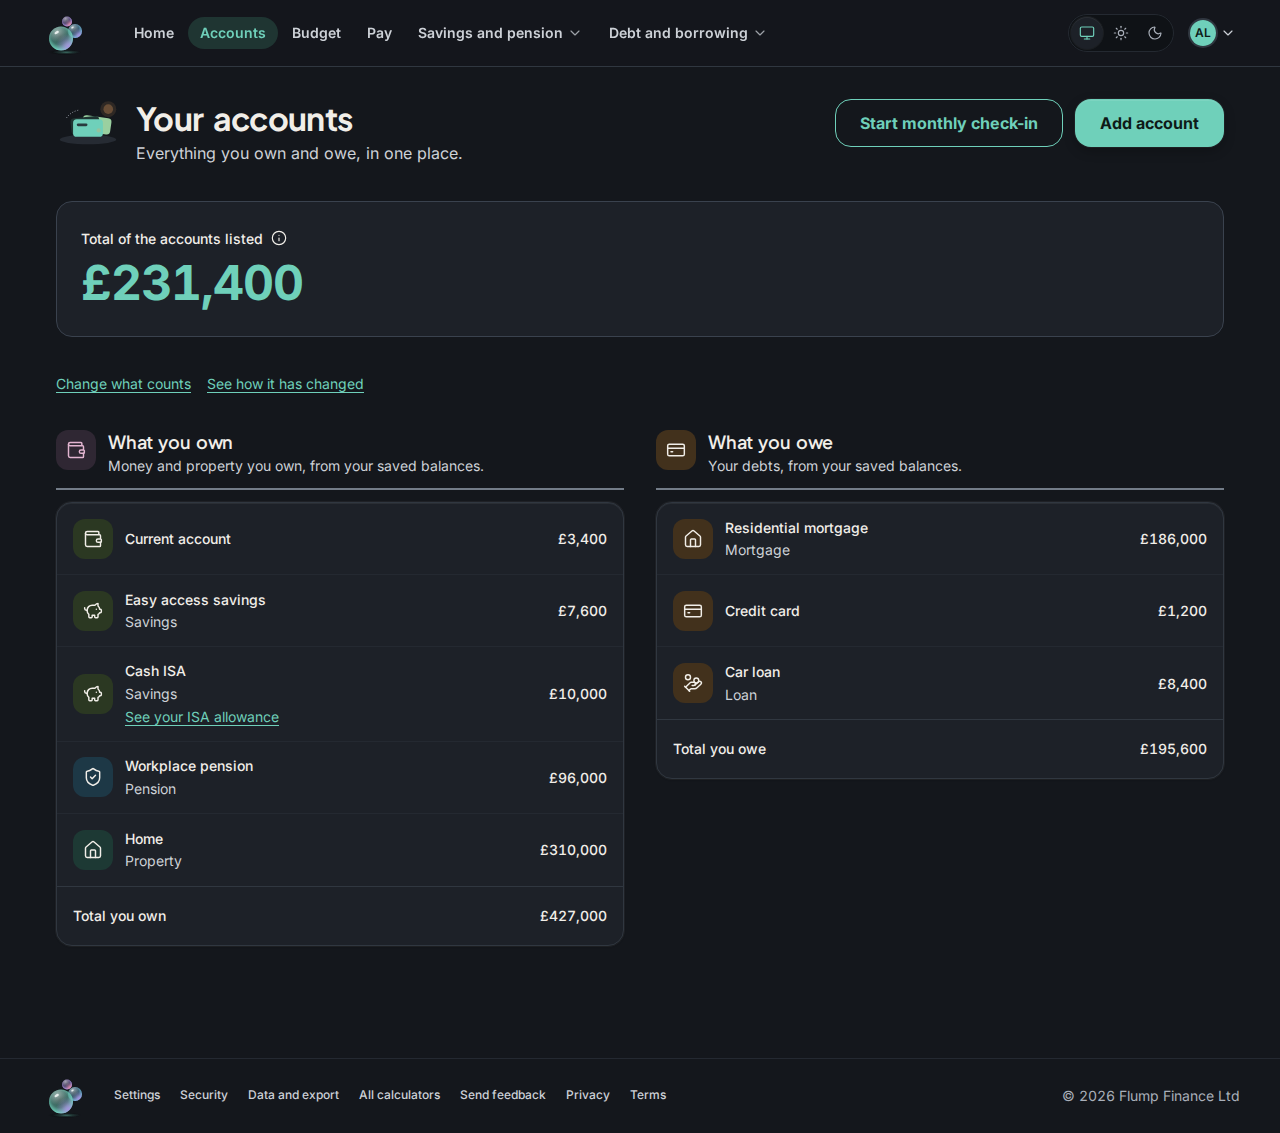 Home
Accounts
Budget
Pay
Savings and pension
Debt and borrowing
AL
Your accounts
Everything you own and owe, in one place.
Start monthly check-in
Add account
Total of the accounts listed
£231,400
Change what counts
See how it has changed
What you own
Money and property you own, from your saved balances.
Current account
£3,400
Easy access savings
Savings
£7,600
Cash ISA
Savings
See your ISA allowance
£10,000
Workplace pension
Pension
£96,000
Home
Property
£310,000
Total you own
£427,000
What you owe
Your debts, from your saved balances.
Residential mortgage
Mortgage
£186,000
Credit card
£1,200
Car loan
Loan
£8,400
Total you owe
£195,600
Settings
Security
Data and export
All calculators
Send feedback
Privacy
Terms
© 2026 Flump Finance Ltd